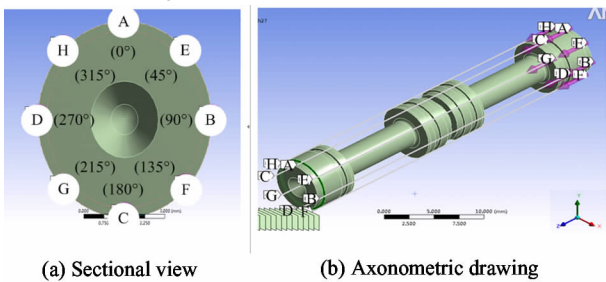 A
H
(0°)
E
(315°)
(45°)
D
(270°)
(90°)
B
(215°)
(135°)
G
(180°)
F
C
(mm)
H A
C
E
G
B
D F
H A
C
E
G
B
D F
0.000
5.000
10.000 (mm)
2.500
7.500
Y
Z
X
(a) Sectional view
(b) Axonometric drawing